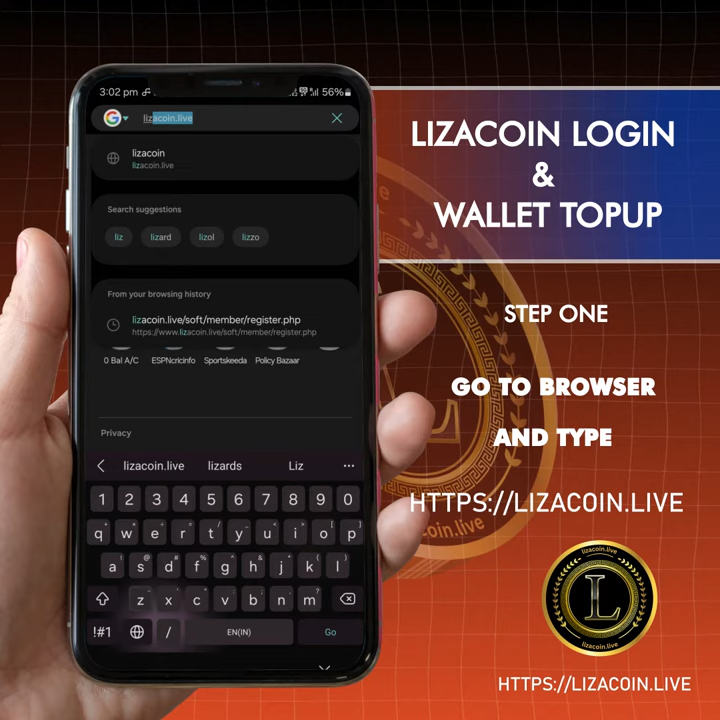 3:02 pm
56%
lizacoin.live
lizacoin
lizacoin.live
Search suggestions
liz
lizard
lizol
lizzo
From your browsing history
lizacoin.live/soft/member/register.php
https://www.lizacoin.live/soft/member/register.php
0 Bal A/C
ESPNcricinfo
Sportskeeda
Policy Bazaar
Privacy
lizacoin.live
lizards
Liz
1 2 3 4 5 6 7 8 9 0
q w e r t y u i o p
a s d f g h j k l
z x c v b n m
!#1
/
EN(IN)
Go
LIZACOIN LOGIN
&
WALLET TOPUP
STEP ONE
GO TO BROWSER
AND TYPE
HTTPS://LIZACOIN.LIVE
coin.live
lizacoin.live
L
lizacoin.live
HTTPS://LIZACOIN.LIVE